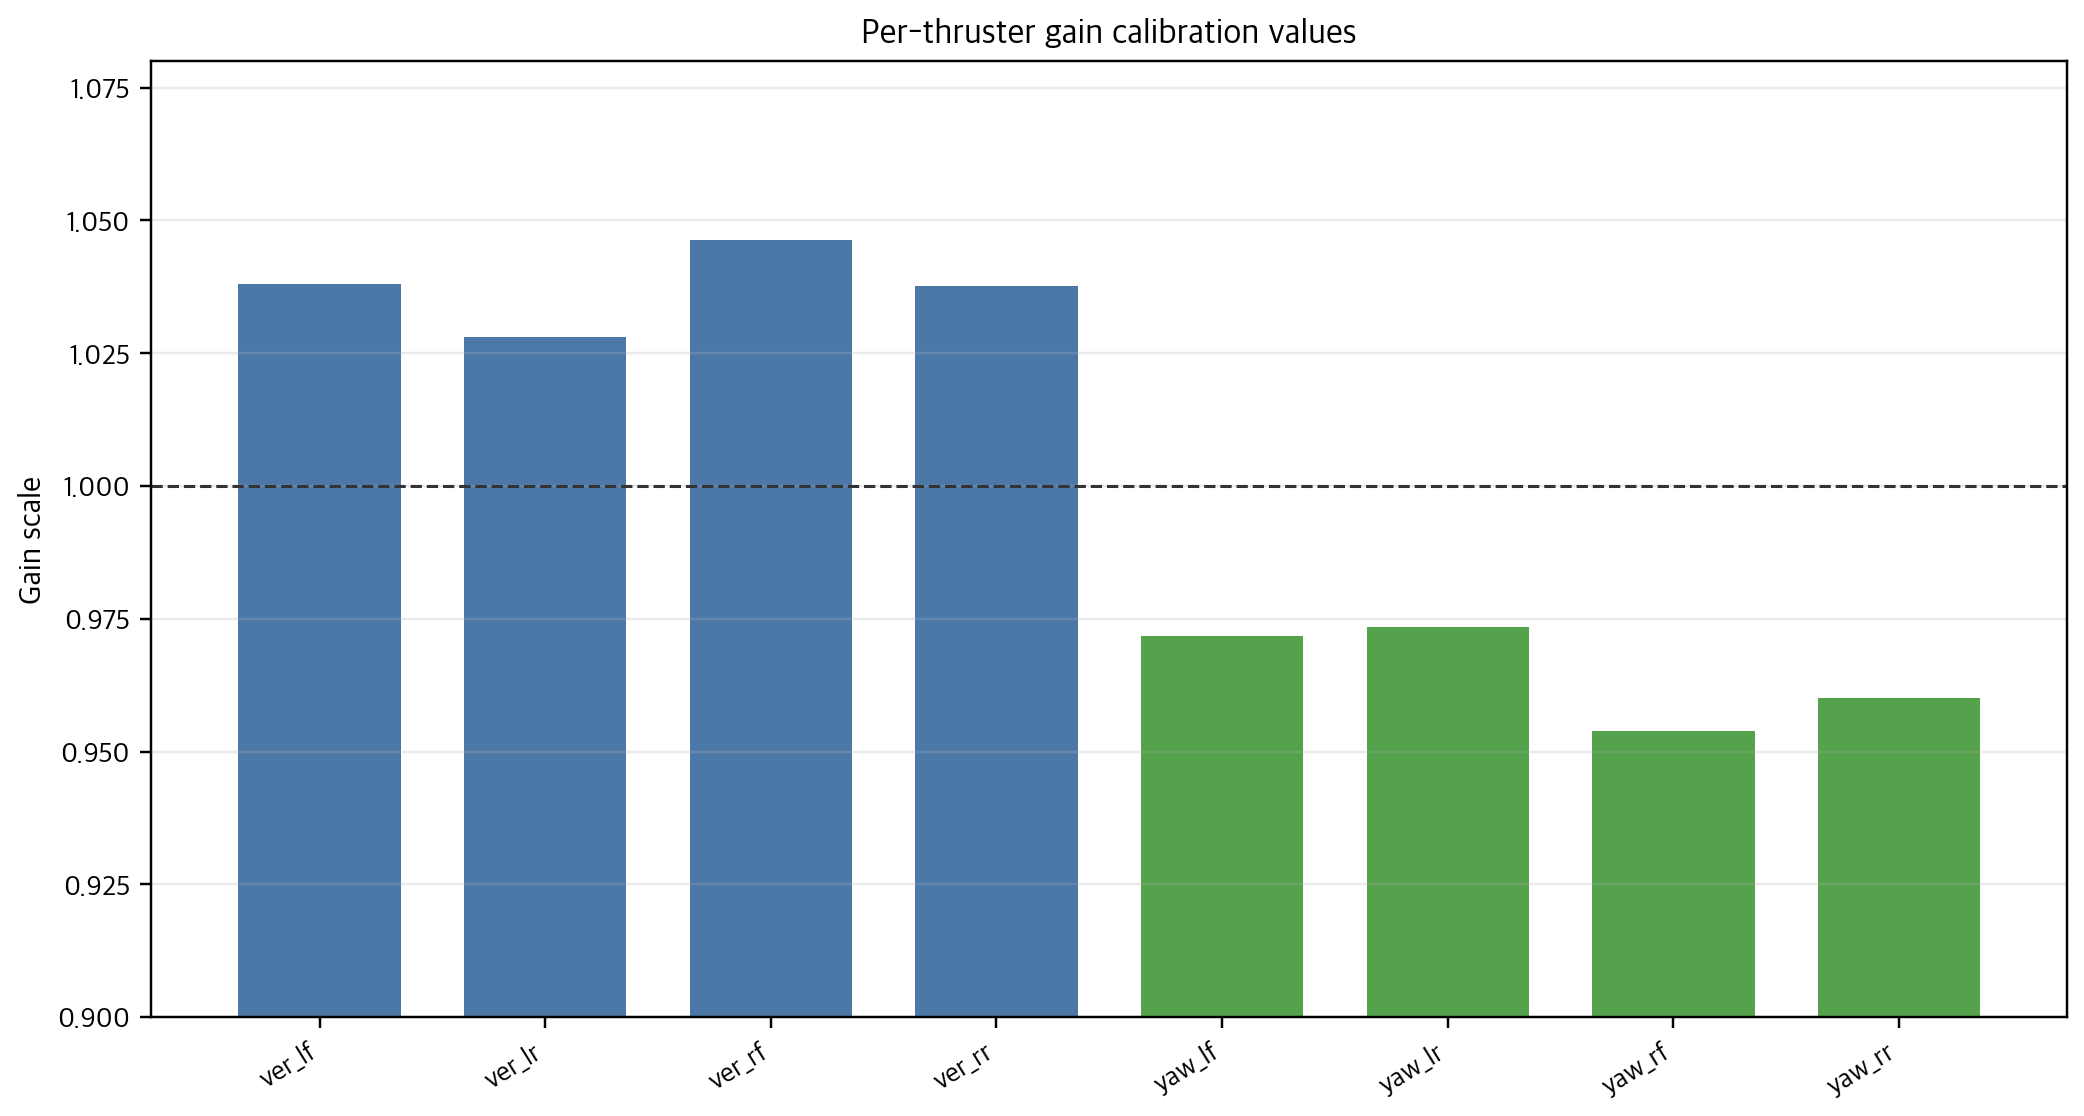 Per-thruster gain calibration values
Gain scale
1.075
1.050
1.025
1.000
0.975
0.950
0.925
0.900
ver_lf
ver_lr
ver_rf
ver_rr
yaw_lf
yaw_lr
yaw_rf
yaw_rr